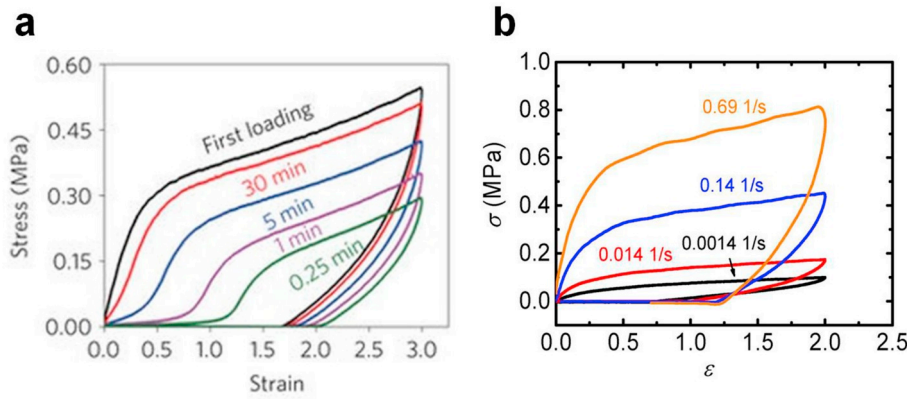 a
0.60
0.45
0.30
0.15
0.00
Stress (MPa)
First loading
30 min
5 min
1 min
0.25 min
0.0 0.5 1.0 1.5 2.0 2.5 3.0
Strain
b
1.0
0.8
0.6
0.4
0.2
0.0
σ (MPa)
0.69 1/s
0.14 1/s
0.014 1/s
0.0014 1/s
0.0 0.5 1.0 1.5 2.0 2.5
ε